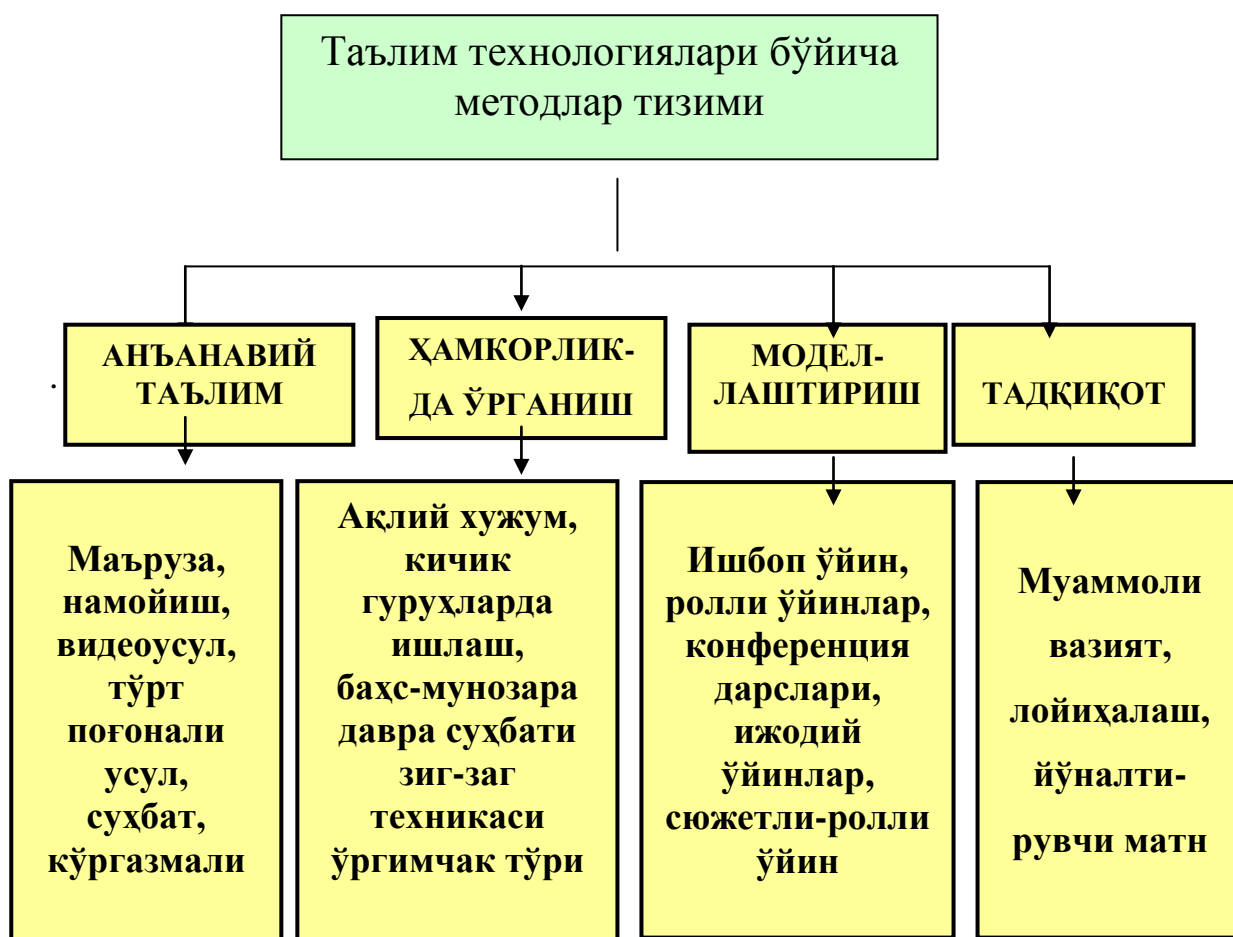 Таълим технологиялари бўйича
методлар тизими
АНЪАНАВИЙ
ТАЪЛИМ
ҲАМКОРЛИК-
ДА ЎРГАНИШ
МОДЕЛ-
ЛАШТИРИШ
ТАДҚИҚОТ
Маъруза,
намойиш,
видеоусул,
тўрт
поғонали
усул,
суҳбат,
кўргазмали
Ақлий хужум,
кичик
гуруҳларда
ишлаш,
баҳс-мунозара
давра суҳбати
зиг-заг
техникаси
ўргимчак тўри
Ишбоп ўйин,
ролли ўйинлар,
конференция
дарслари,
ижодий
ўйинлар,
сюжетли-ролли
ўйин
Муаммоли
вазият,
лойиҳалаш,
йўналти-
рувчи матн